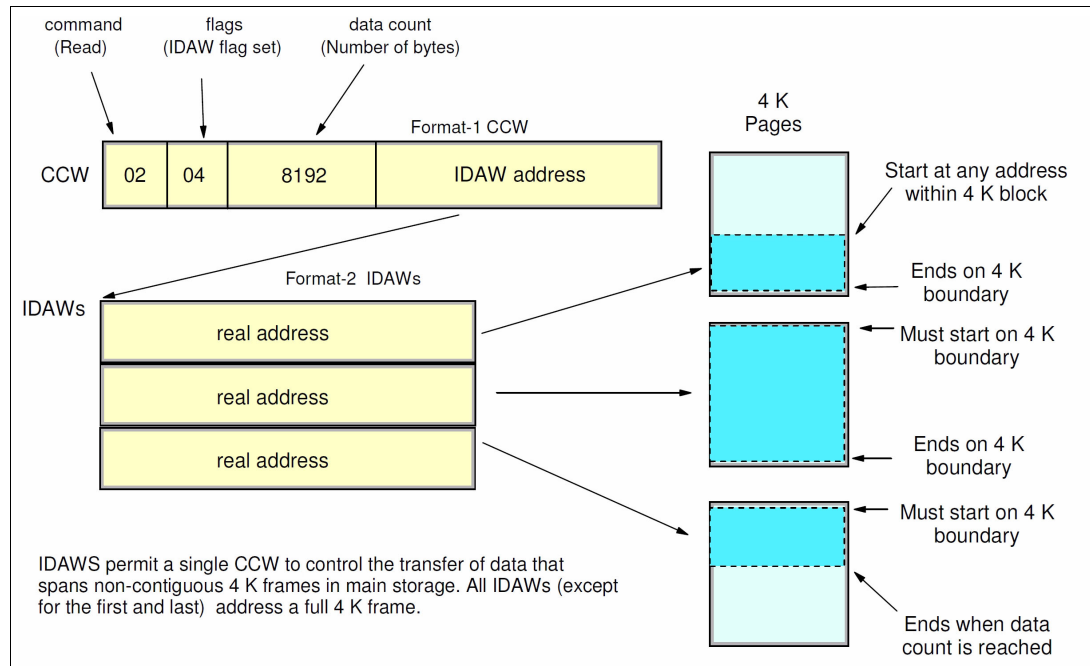 command
(Read)
flags
(IDAW flag set)
data count
(Number of bytes)
Format-1 CCW
CCW
02
04
8192
IDAW address
Format-2 IDAWs
IDAWs
real address
real address
real address
4 K
Pages
Start at any address
within 4 K block
Ends on 4 K
boundary
Must start on 4 K
boundary
Ends on 4 K
boundary
Must start on 4 K
boundary
Ends when data
count is reached
IDAWS permit a single CCW to control the transfer of data that
spans non-contiguous 4 K frames in main storage. All IDAWs (except
for the first and last) address a full 4 K frame.